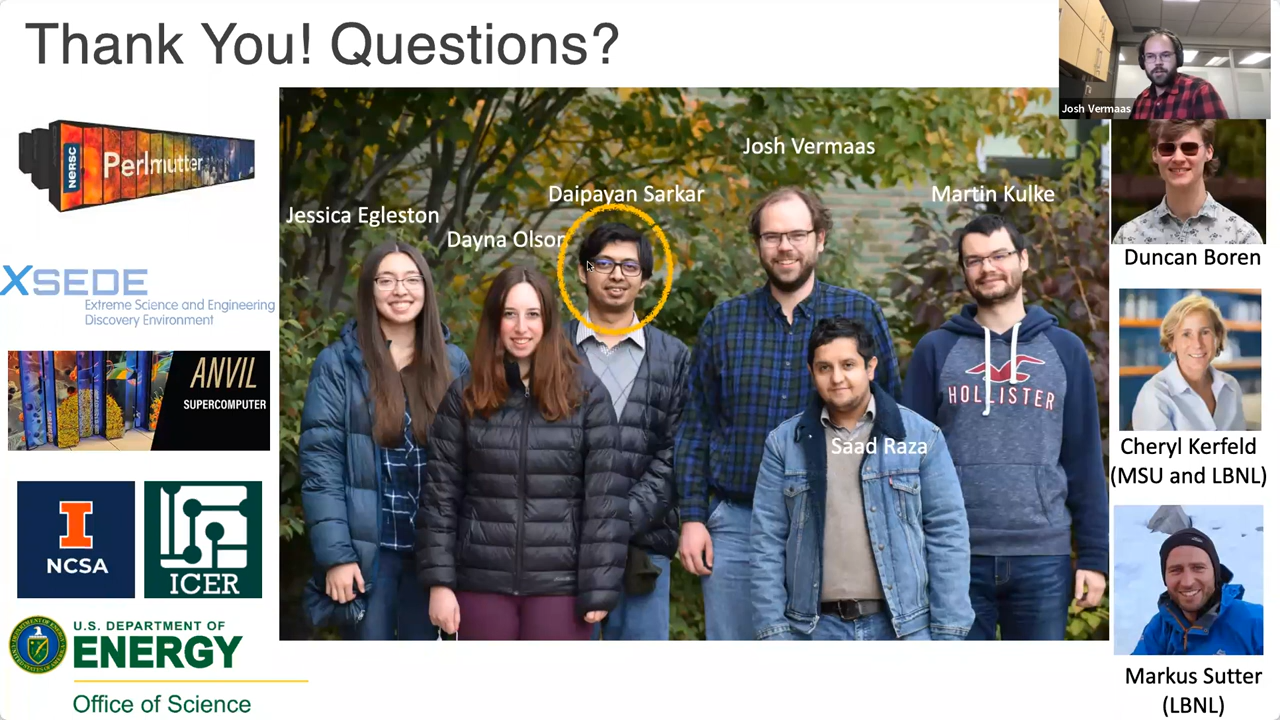 Thank You! Questions?
Josh Vermaas
NERSC
Perlmutter
XSEDE
Extreme Science and Engineering
Discovery Environment
ANVIL
SUPERCOMPUTER
I
NCSA
ICER
U.S. DEPARTMENT OF
ENERGY
Office of Science
Jessica Egleston
Dayna Olson
Daipayan Sarkar
Josh Vermaas
Martin Kulke
Saad Raza
HOLLISTER
Duncan Boren
Cheryl Kerfeld
(MSU and LBNL)
Markus Sutter
(LBNL)